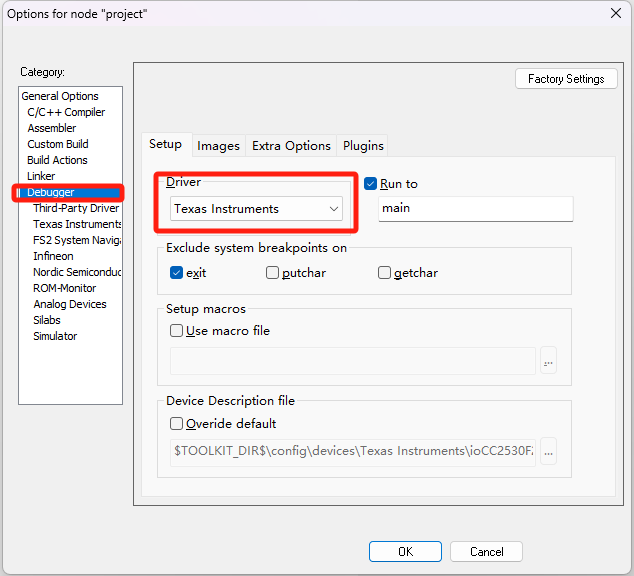 Options for node "project"
Category:
Factory Settings
General Options
C/C++ Compiler
Assembler
Custom Build
Build Actions
Linker
Debugger
Third-Party Driver
Texas Instruments
FS2 System Naviga
Infineon
Nordic Semiconduc
ROM-Monitor
Analog Devices
Silabs
Simulator
Setup Images Extra Options Plugins
Driver
Texas Instruments
Run to
main
Exclude system breakpoints on
exit putchar getchar
Setup macros
Use macro file
...
Device Description file
Overide default
$TOOLKIT_DIR$\config\devices\Texas Instruments\ioCC2530F
...
OK Cancel